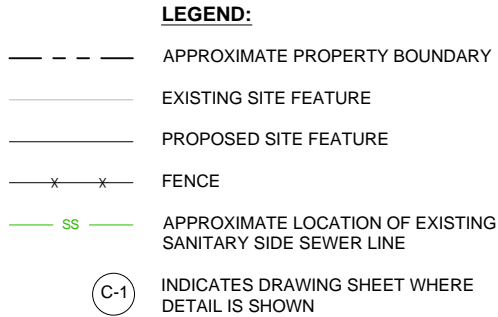 LEGEND:
APPROXIMATE PROPERTY BOUNDARY
EXISTING SITE FEATURE
PROPOSED SITE FEATURE
X X FENCE
SS APPROXIMATE LOCATION OF EXISTING
SANITARY SIDE SEWER LINE
C-1 INDICATES DRAWING SHEET WHERE
DETAIL IS SHOWN